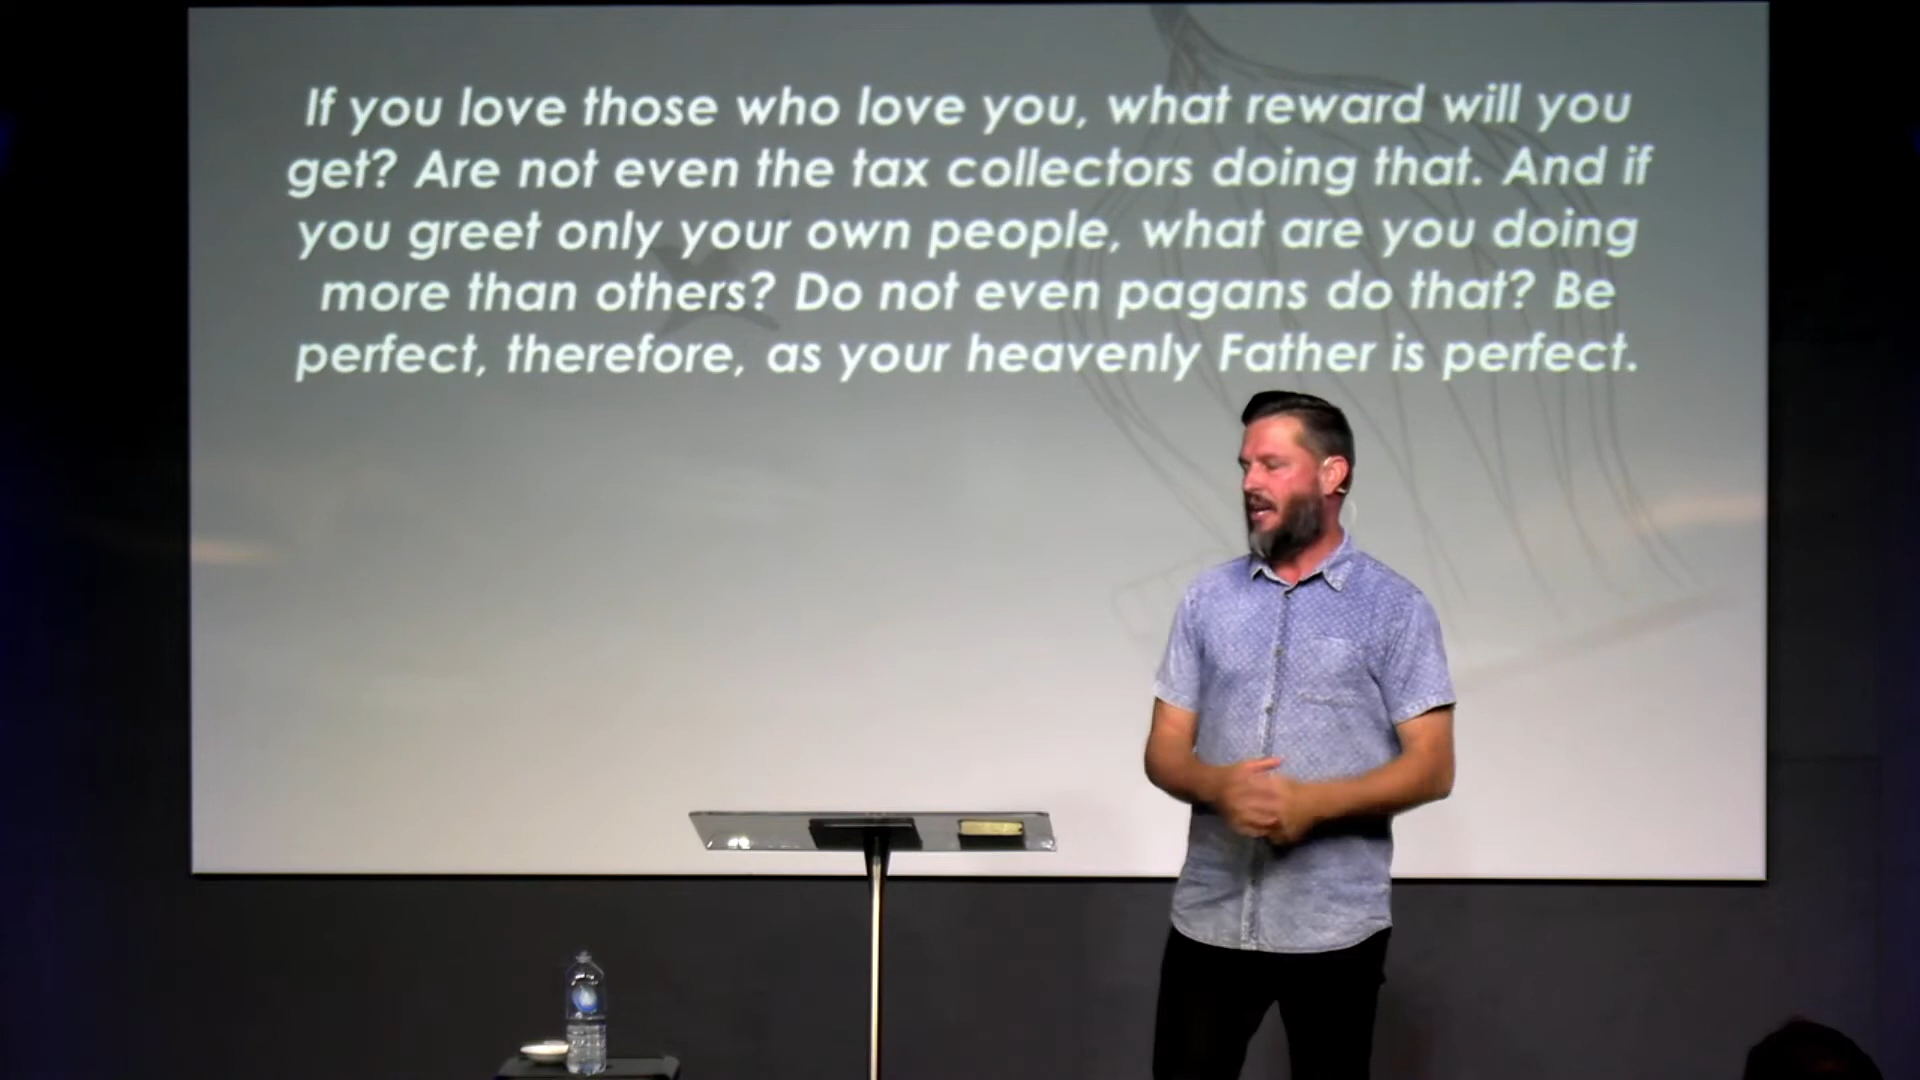 If you love those who love you, what reward will you
get? Are not even the tax collectors doing that. And if
you greet only your own people, what are you doing
more than others? Do not even pagans do that? Be
perfect, therefore, as your heavenly Father is perfect.